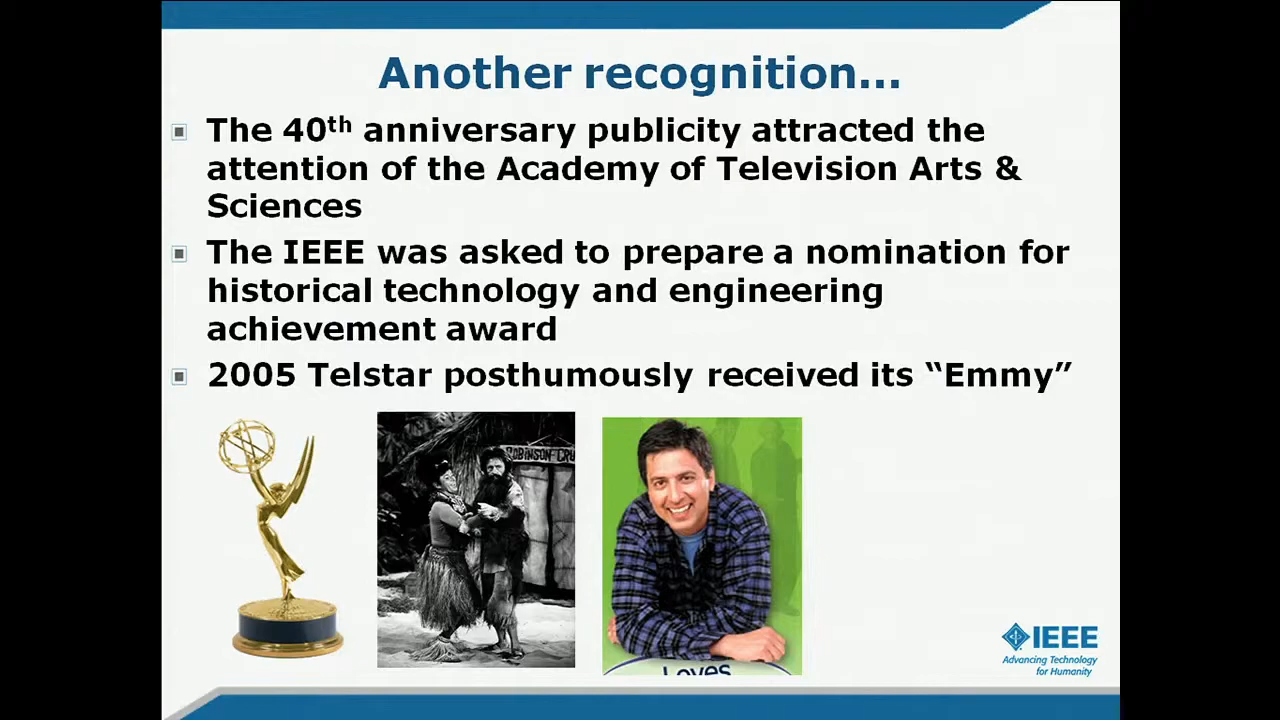 Another recognition…
The 40th anniversary publicity attracted the
attention of the Academy of Television Arts &
Sciences
The IEEE was asked to prepare a nomination for
historical technology and engineering
achievement award
2005 Telstar posthumously received its “Emmy”
ROBINSON CRU
Loves
IEEE
Advancing Technology
for Humanity